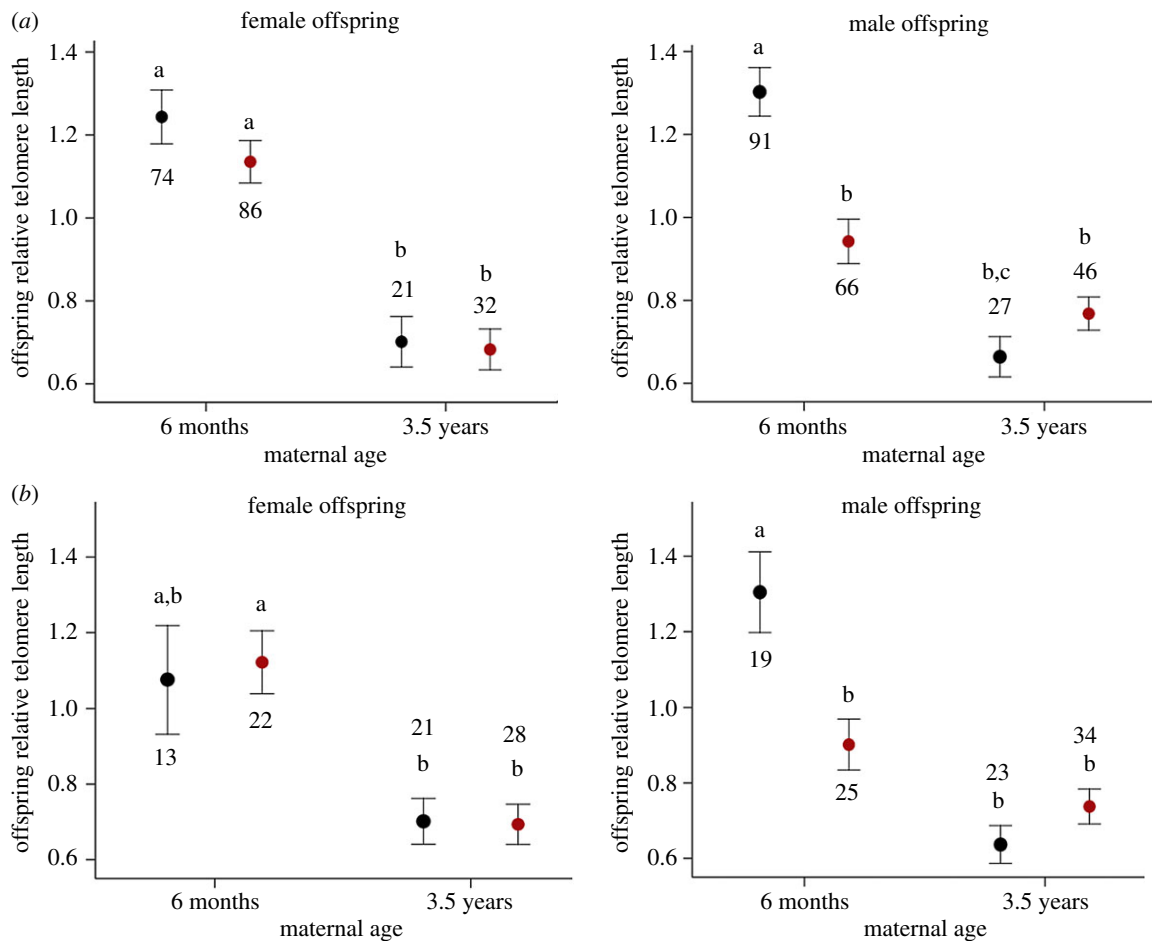 (a)
female offspring
offspring relative telomere length
1.4
1.2
1.0
0.8
0.6
a
74
a
86
b
21
b
32
6 months
3.5 years
maternal age
male offspring
offspring relative telomere length
1.4
1.2
1.0
0.8
0.6
a
91
b
66
b,c
27
b
46
6 months
3.5 years
maternal age
(b)
female offspring
offspring relative telomere length
1.4
1.2
1.0
0.8
0.6
a,b
13
a
22
21
b
28
b
6 months
3.5 years
maternal age
male offspring
offspring relative telomere length
1.4
1.2
1.0
0.8
0.6
a
19
b
25
23
b
34
b
6 months
3.5 years
maternal age